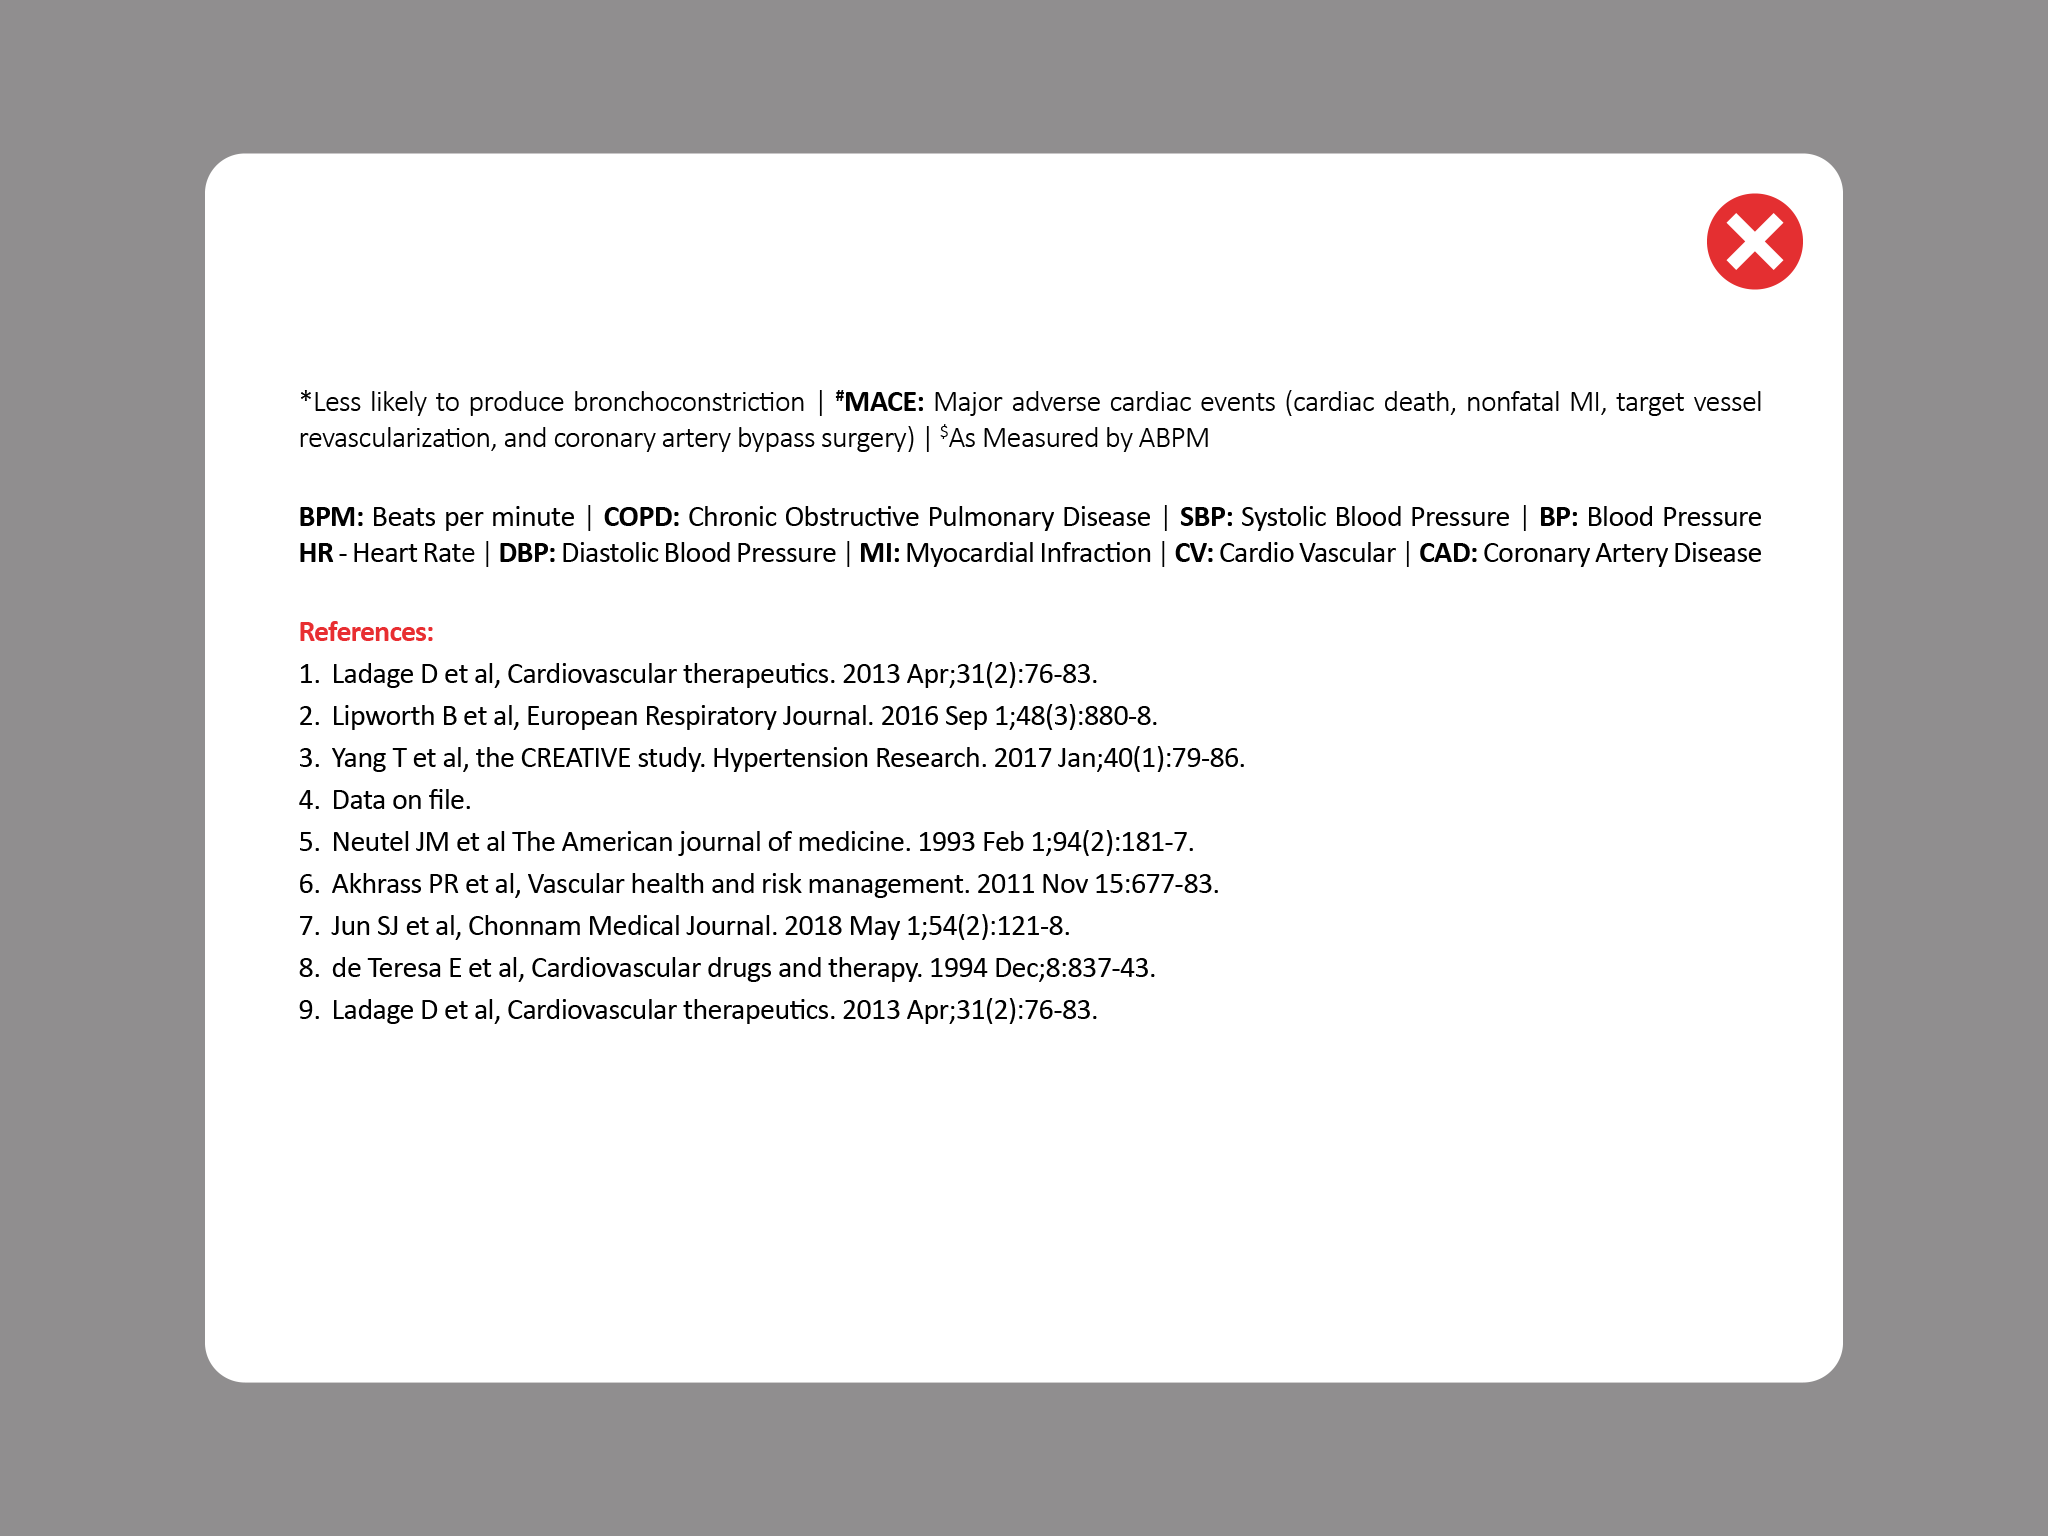 *Less likely to produce bronchoconstriction | #MACE: Major adverse cardiac events (cardiac death, nonfatal MI, target vessel
revascularization, and coronary artery bypass surgery) | $As Measured by ABPM
BPM: Beats per minute | COPD: Chronic Obstructive Pulmonary Disease | SBP: Systolic Blood Pressure | BP: Blood Pressure
HR - Heart Rate | DBP: Diastolic Blood Pressure | MI: Myocardial Infraction | CV: Cardio Vascular | CAD: Coronary Artery Disease
References:
1. Ladage D et al, Cardiovascular therapeutics. 2013 Apr;31(2):76-83.
2. Lipworth B et al, European Respiratory Journal. 2016 Sep 1;48(3):880-8.
3. Yang T et al, the CREATIVE study. Hypertension Research. 2017 Jan;40(1):79-86.
4. Data on file.
5. Neutel JM et al The American journal of medicine. 1993 Feb 1;94(2):181-7.
6. Akhrass PR et al, Vascular health and risk management. 2011 Nov 15:677-83.
7. Jun SJ et al, Chonnam Medical Journal. 2018 May 1;54(2):121-8.
8. de Teresa E et al, Cardiovascular drugs and therapy. 1994 Dec;8:837-43.
9. Ladage D et al, Cardiovascular therapeutics. 2013 Apr;31(2):76-83.